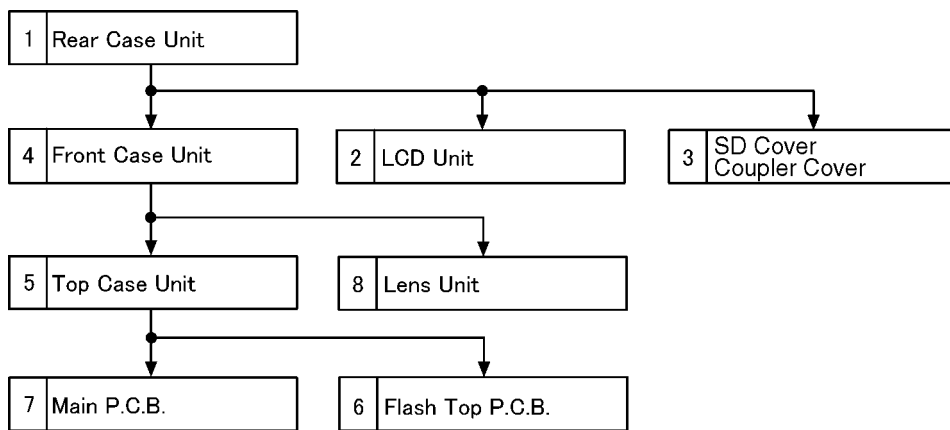 1 Rear Case Unit
4 Front Case Unit
2 LCD Unit
3 SD Cover
Coupler Cover
5 Top Case Unit
8 Lens Unit
7 Main P.C.B.
6 Flash Top P.C.B.